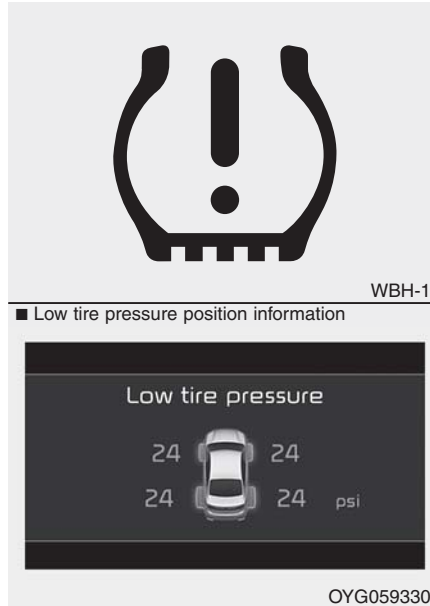 WBH-1
■ Low tire pressure position information
Low tire pressure
24 24
24 24 psi
OYG059330